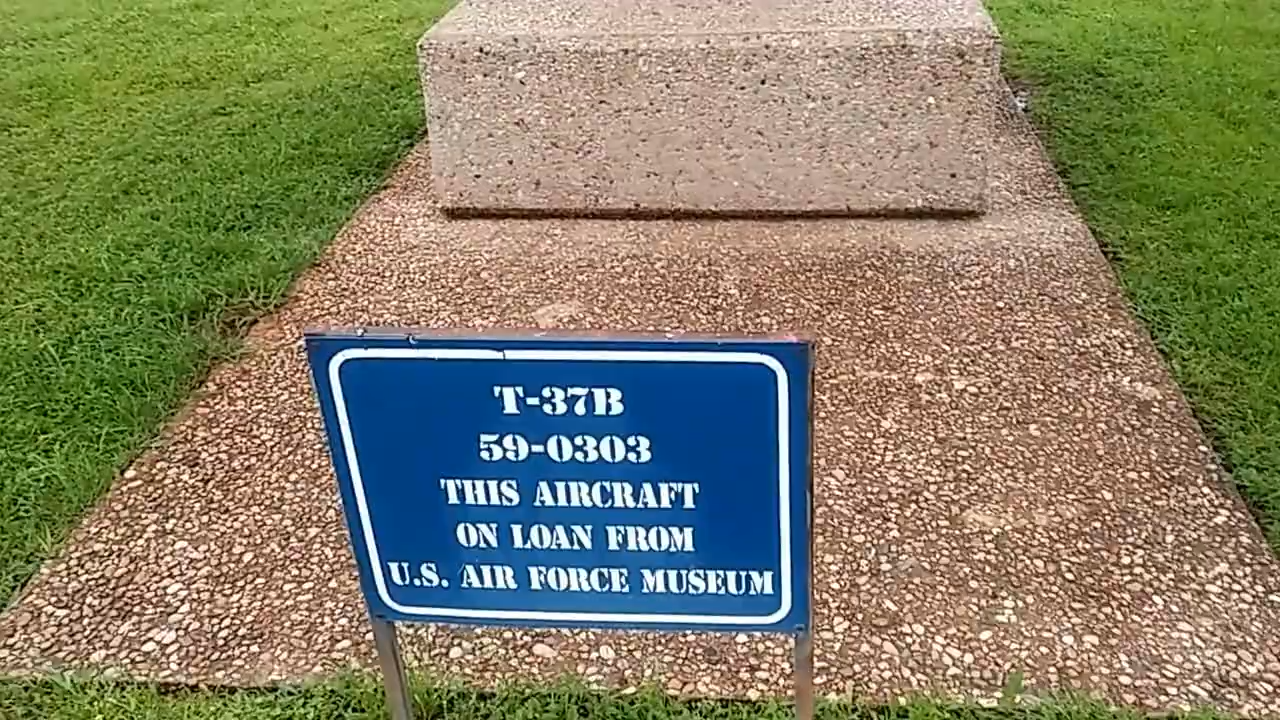 T-37B
59-0303
THIS AIRCRAFT
ON LOAN FROM
U.S. AIR FORCE MUSEUM